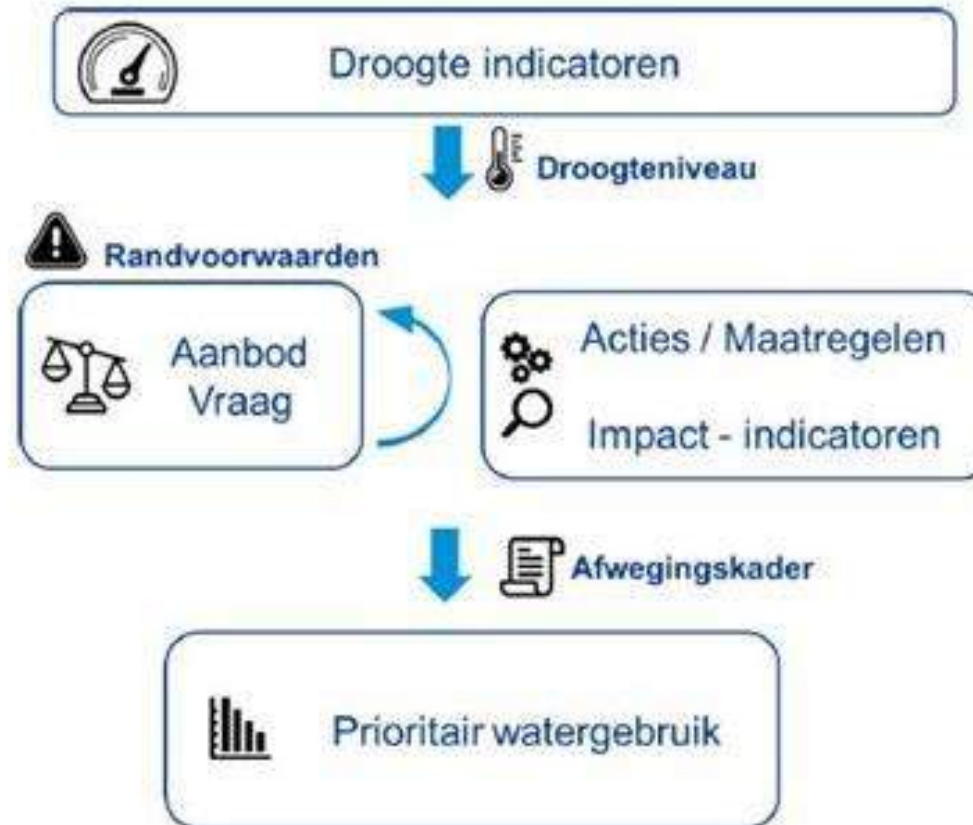 Droogte indicatoren
Droogteniveau
Randvoorwaarden
Aanbod
Vraag
Acties / Maatregelen
Impact - indicatoren
Afwegingskader
Prioritair watergebruik